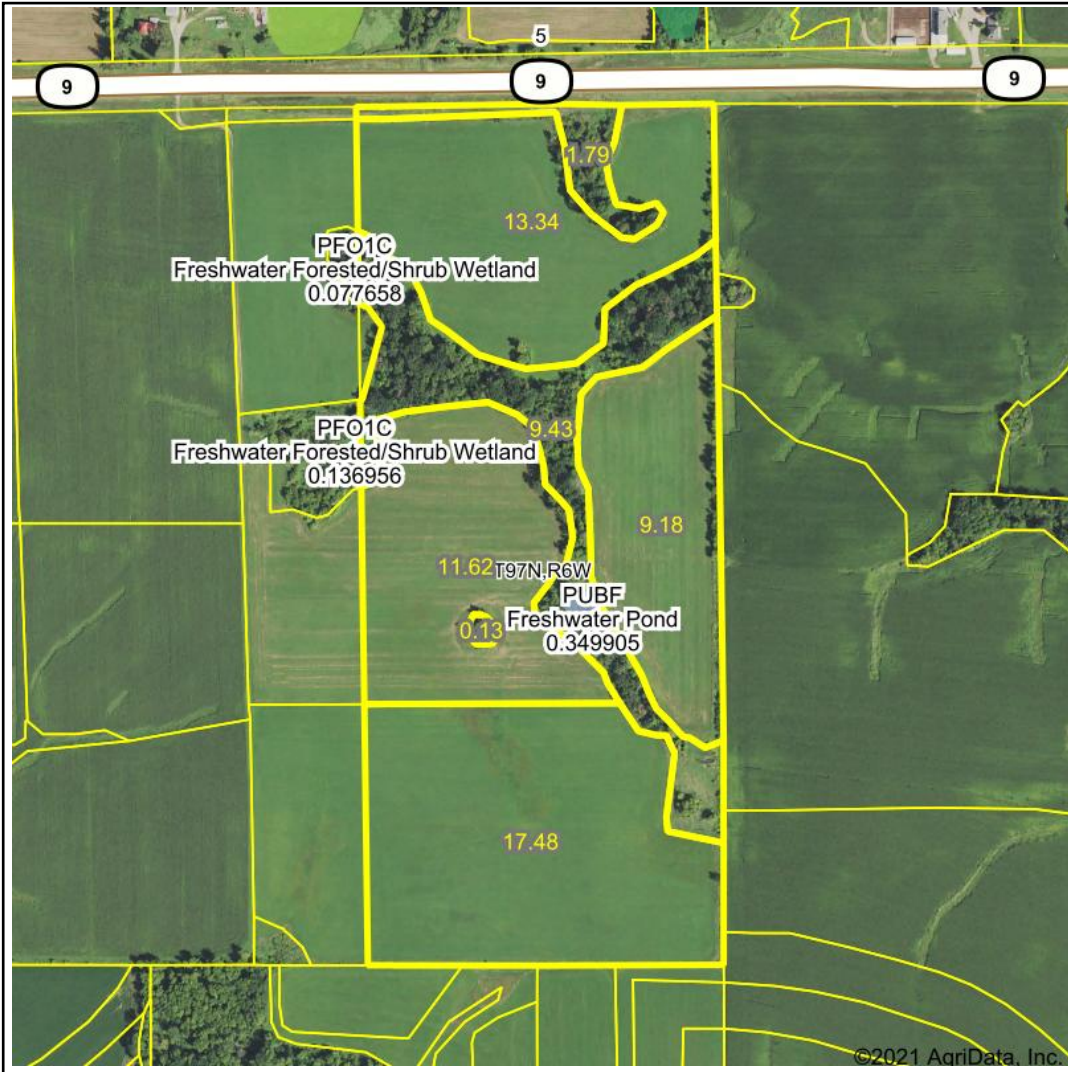 5
9
9
9
1.79
13.34
PFO1C
Freshwater Forested/Shrub Wetland
0.077658
9.43
PFO1C
Freshwater Forested/Shrub Wetland
0.136956
9.18
11.62
T97N,R6W
PUBF
Freshwater Pond
0.349905
0.13
17.48
©2021 AgriData, Inc.